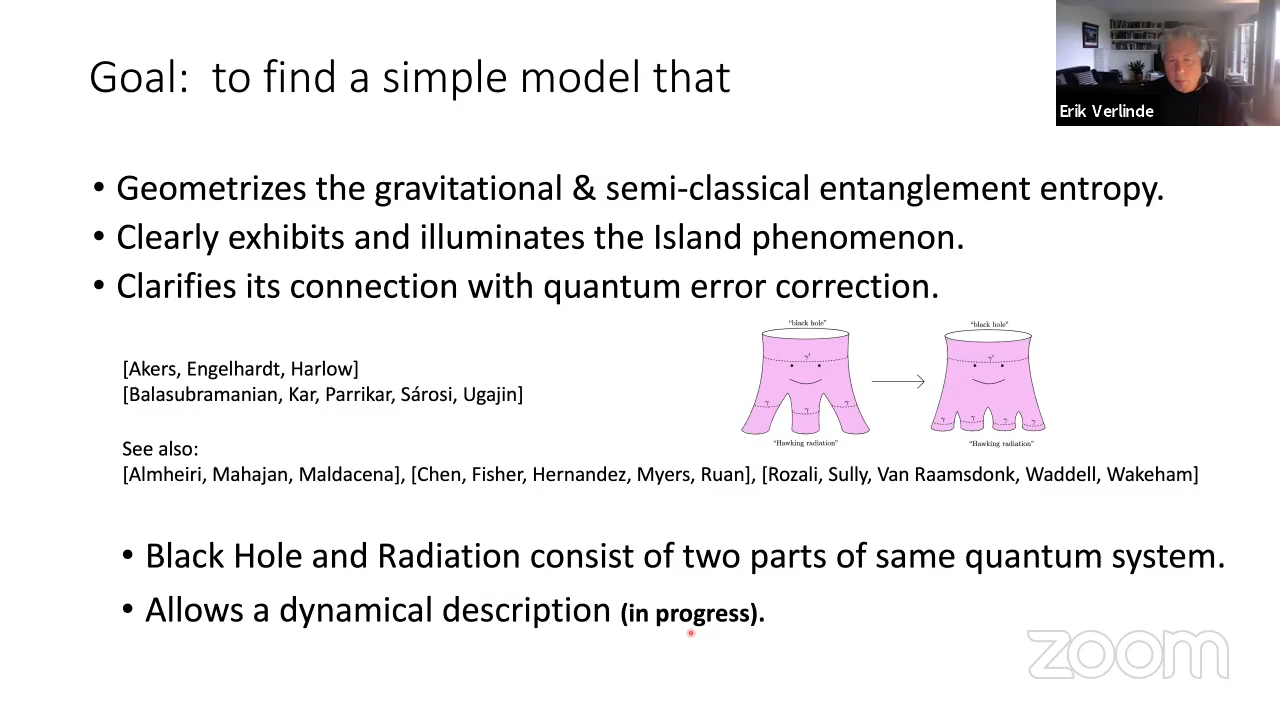 Goal: to find a simple model that
Erik Verlinde
• Geometrizes the gravitational & semi-classical entanglement entropy.
• Clearly exhibits and illuminates the Island phenomenon.
• Clarifies its connection with quantum error correction.
"black hole"
"black hole"
γ'
γ'
[Akers, Engelhardt, Harlow]
[Balasubramanian, Kar, Parrikar, Sárosi, Ugajin]
γ γ γ
γ γ γ γ
"Hawking radiation"
"Hawking radiation"
See also:
[Almheiri, Mahajan, Maldacena], [Chen, Fisher, Hernandez, Myers, Ruan], [Rozali, Sully, Van Raamsdonk, Waddell, Wakeham]
• Black Hole and Radiation consist of two parts of same quantum system.
• Allows a dynamical description (in progress).
zoom